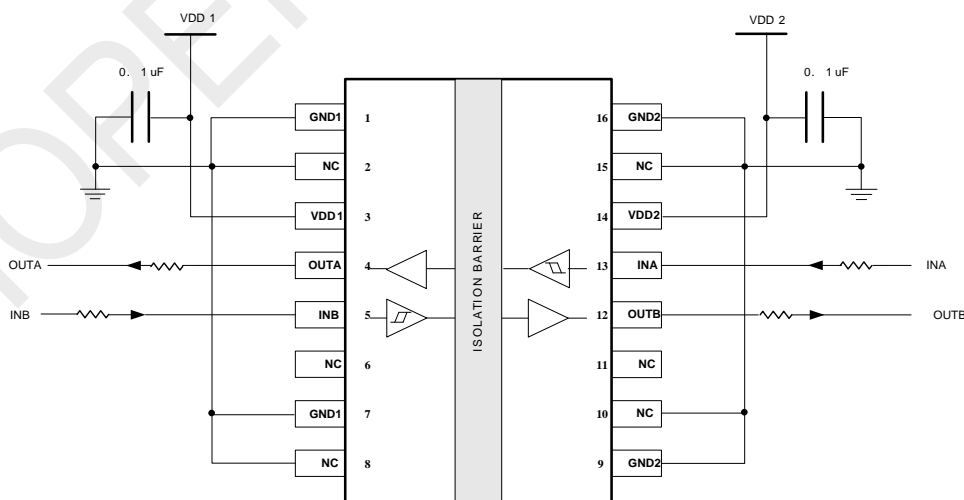 VDD 1
VDD 2
0. 1 uF
0. 1 uF
GND1 1
16 GND2
NC 2
15 NC
VDD1 3
14 VDD2
OUTA
OUTA 4
13 INA
INA
INB
INB 5
12 OUTB
OUTB
NC 6
11 NC
GND1 7
10 NC
NC 8
9 GND2
ISOLATION BARRIER